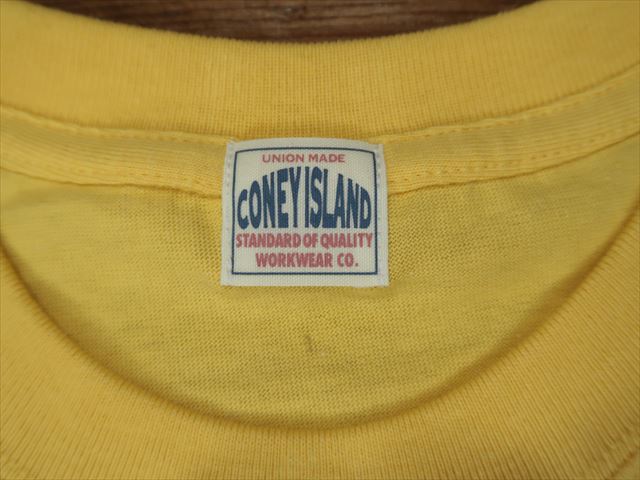 UNION MADE
CONEY ISLAND
STANDARD OF QUALITY
WORKWEAR CO.